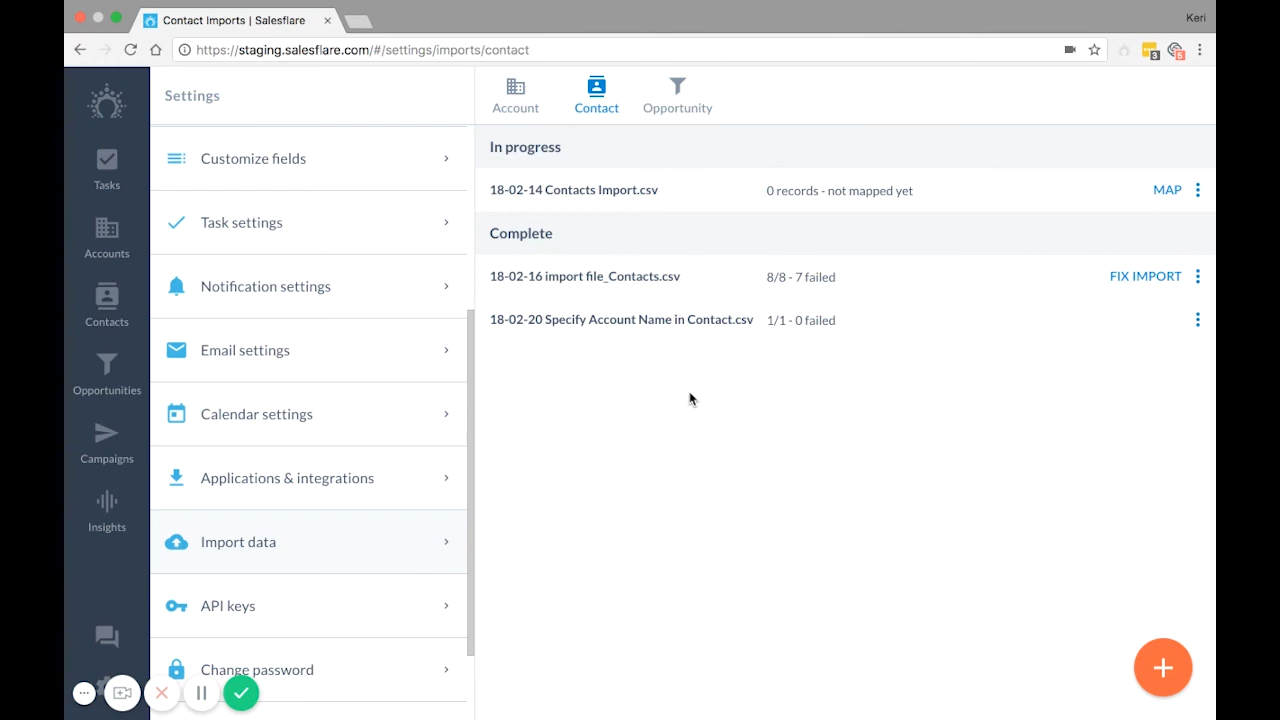 Contact Imports | Salesflare
Keri
https://staging.salesflare.com/#/settings/imports/contact
3
5
Tasks
Accounts
Contacts
Opportunities
Campaigns
Insights
Settings
Customize fields
Task settings
Notification settings
Email settings
Calendar settings
Applications & integrations
Import data
API keys
Change password
Account
Contact
Opportunity
In progress
18-02-14 Contacts Import.csv 0 records - not mapped yet MAP
Complete
18-02-16 import file_Contacts.csv 8/8 - 7 failed FIX IMPORT
18-02-20 Specify Account Name in Contact.csv 1/1 - 0 failed